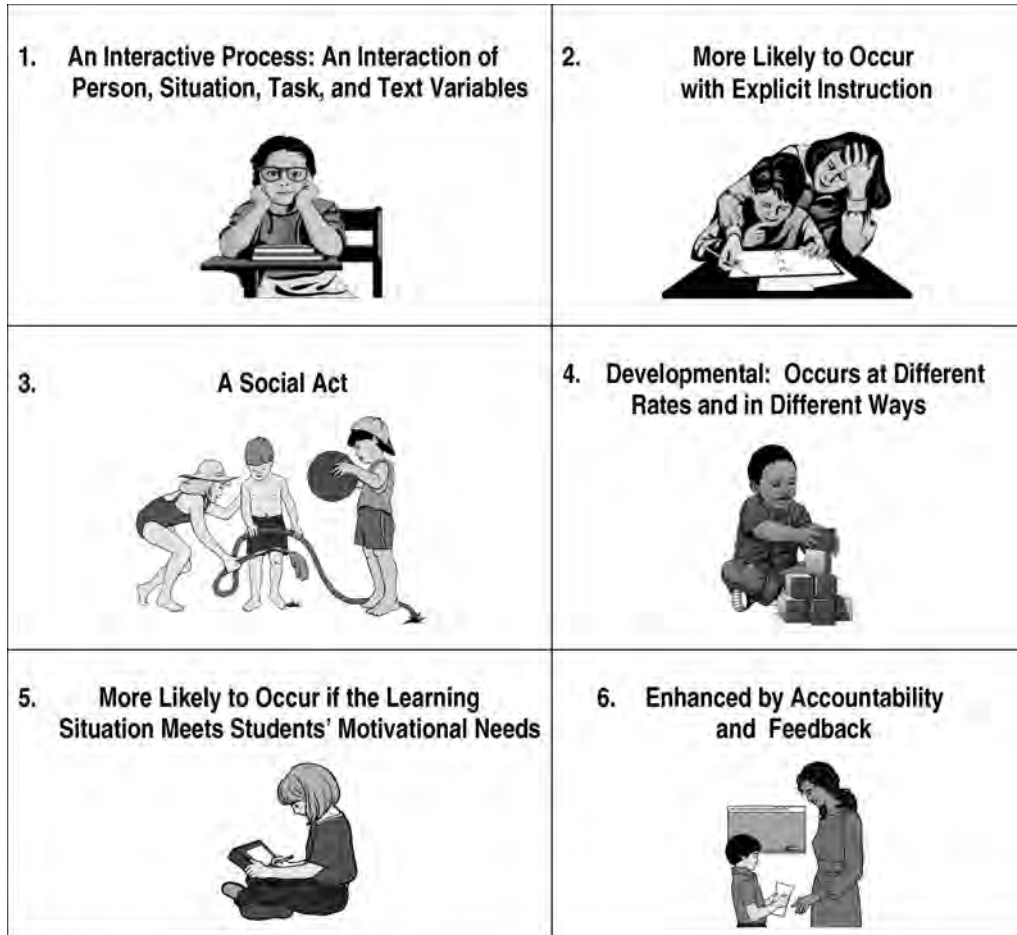 1. An Interactive Process: An Interaction of
Person, Situation, Task, and Text Variables
2. More Likely to Occur
with Explicit Instruction
3. A Social Act
4. Developmental: Occurs at Different
Rates and in Different Ways
5. More Likely to Occur if the Learning
Situation Meets Students' Motivational Needs
6. Enhanced by Accountability
and Feedback